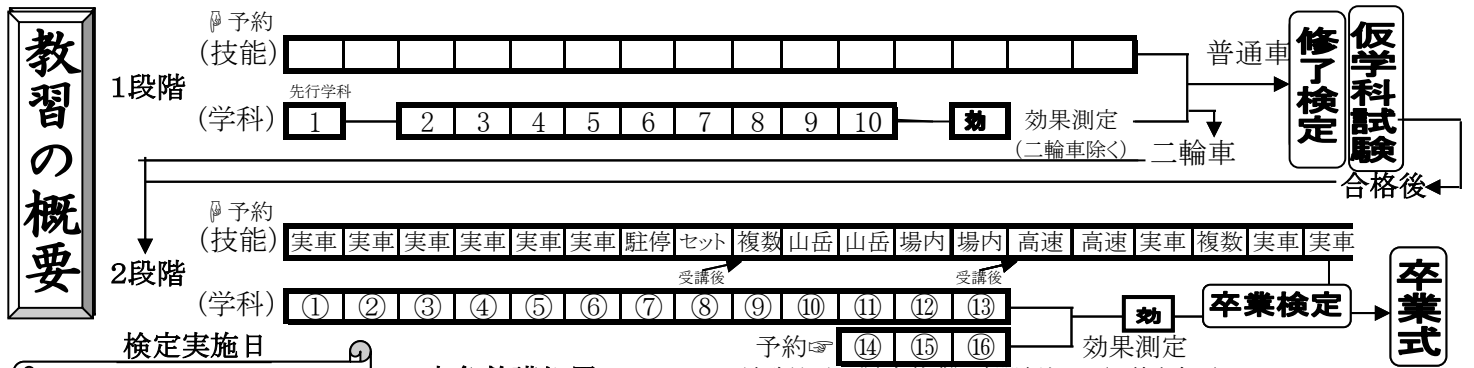 教習の概要
予約
(技能)
1段階
先行学科
(学科) 1 2 3 4 5 6 7 8 9 10 効 効果測定
(二輪車除く)
普通車
二輪車
修了検定
仮学科試験
合格後
予約
(技能) 実車 実車 実車 実車 実車 実車 駐停 セット 複数 山岳 山岳 場内 場内 高速 高速 実車 複数 実車 実車
2段階
受講後 受講後
(学科) ① ② ③ ④ ⑤ ⑥ ⑦ ⑧ ⑨ ⑩ ⑪ ⑫ ⑬ 効 卒業検定
卒業式
予約☞ ⑭ ⑮ ⑯ 効果測定
検定実施日